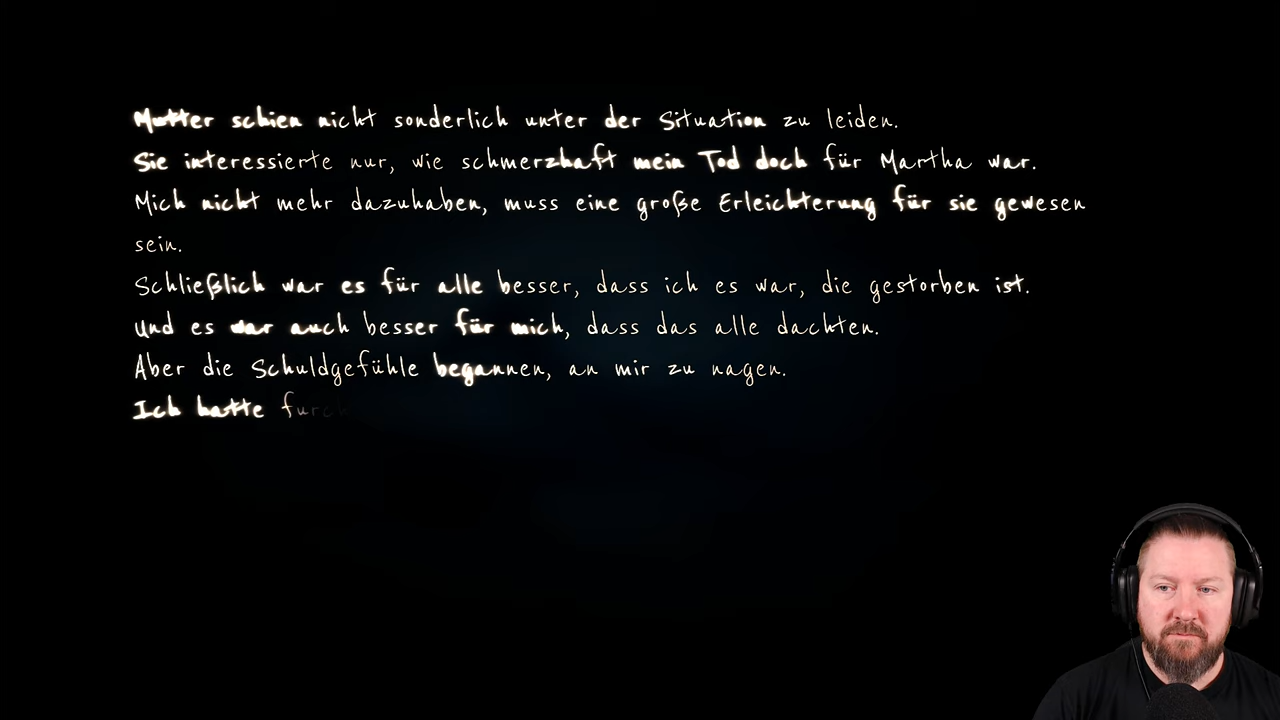 Mutter schien nicht sonderlich unter der Situation zu leiden.
Sie interessierte nur, wie schmerzhaft mein Tod doch für Martha war.
Mich nicht mehr dazuhaben, muss eine große Erleichterung für sie gewesen
sein.
Schließlich war es für alle besser, dass ich es war, die gestorben ist.
Und es war auch besser für mich, dass das alle dachten.
Aber die Schuldgefühle begannen, an mir zu nagen.
Ich hatte